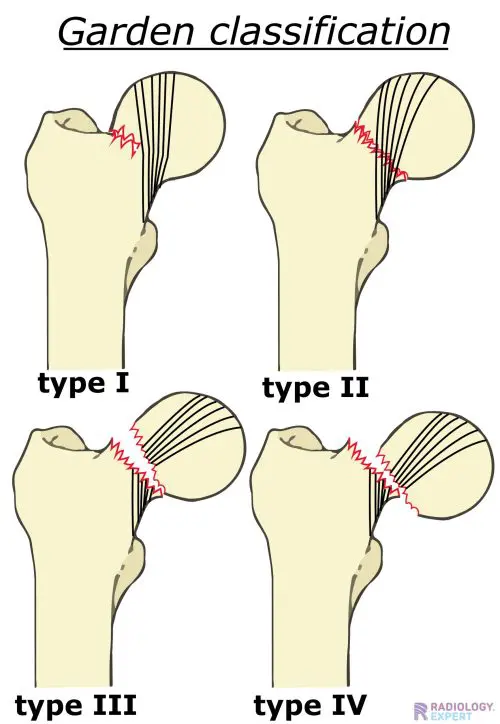 Garden classification
type I
type II
type III
type IV
RADIOLOGY.
EXPERT